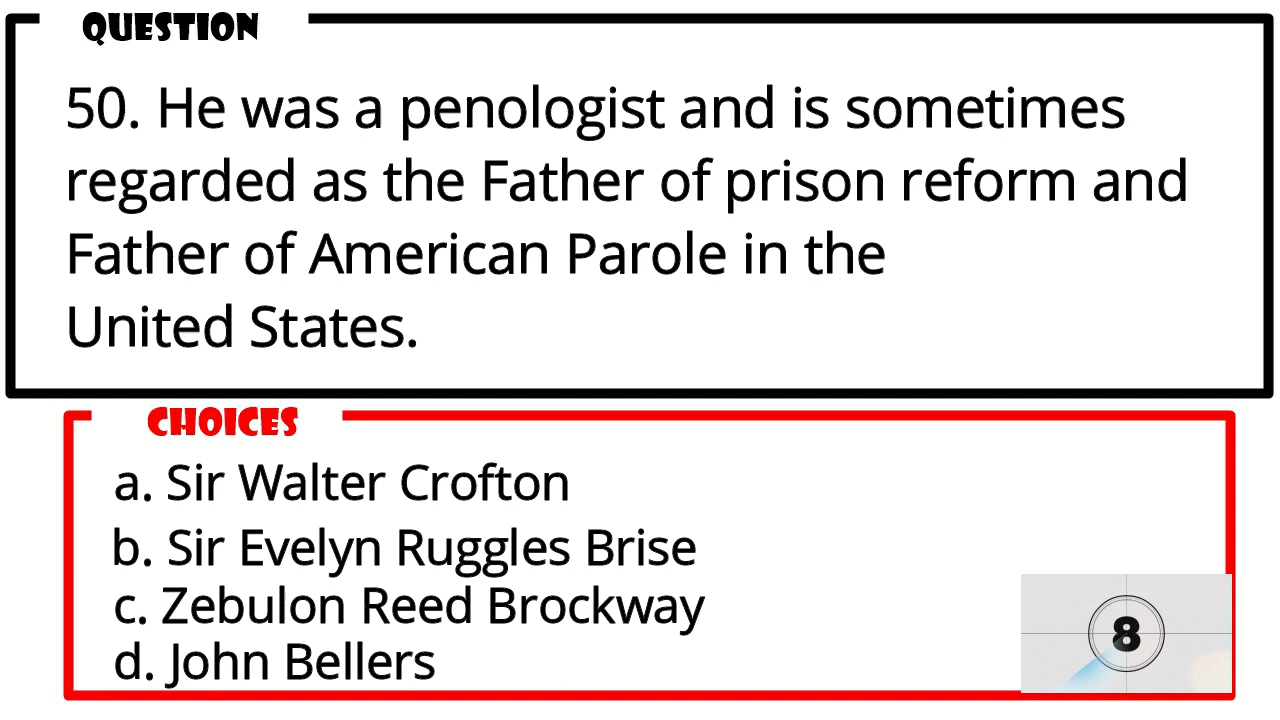 QUESTION
50. He was a penologist and is sometimes
regarded as the Father of prison reform and
Father of American Parole in the
United States.
CHOICES
a. Sir Walter Crofton
b. Sir Evelyn Ruggles Brise
c. Zebulon Reed Brockway
d. John Bellers
8